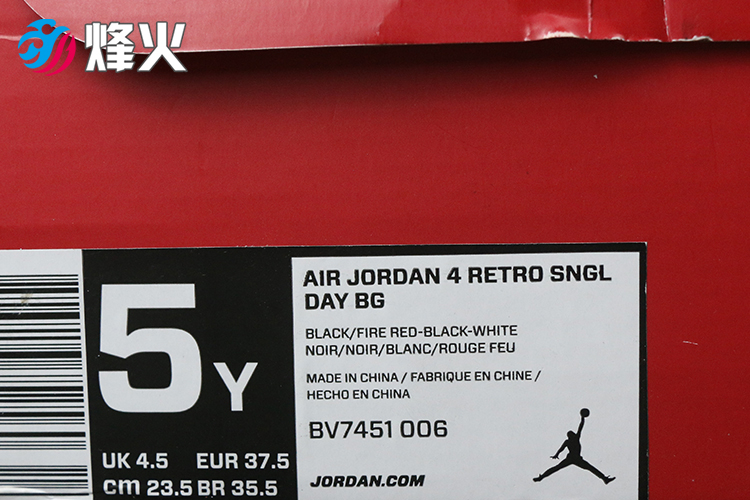 烽火
5Y
UK 4.5 EUR 37.5
cm 23.5 BR 35.5
AIR JORDAN 4 RETRO SNGL
DAY BG
BLACK/FIRE RED-BLACK-WHITE
NOIR/NOIR/BLANC/ROUGE FEU
MADE IN CHINA / FABRIQUE EN CHINE /
HECHO EN CHINA
BV7451 006
JORDAN.COM